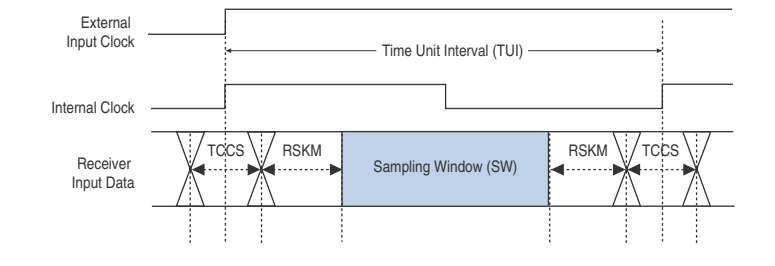 External
Input Clock
Time Unit Interval (TUI)
Internal Clock
TCCS
RSKM
Sampling Window (SW)
RSKM
TCCS
Receiver
Input Data